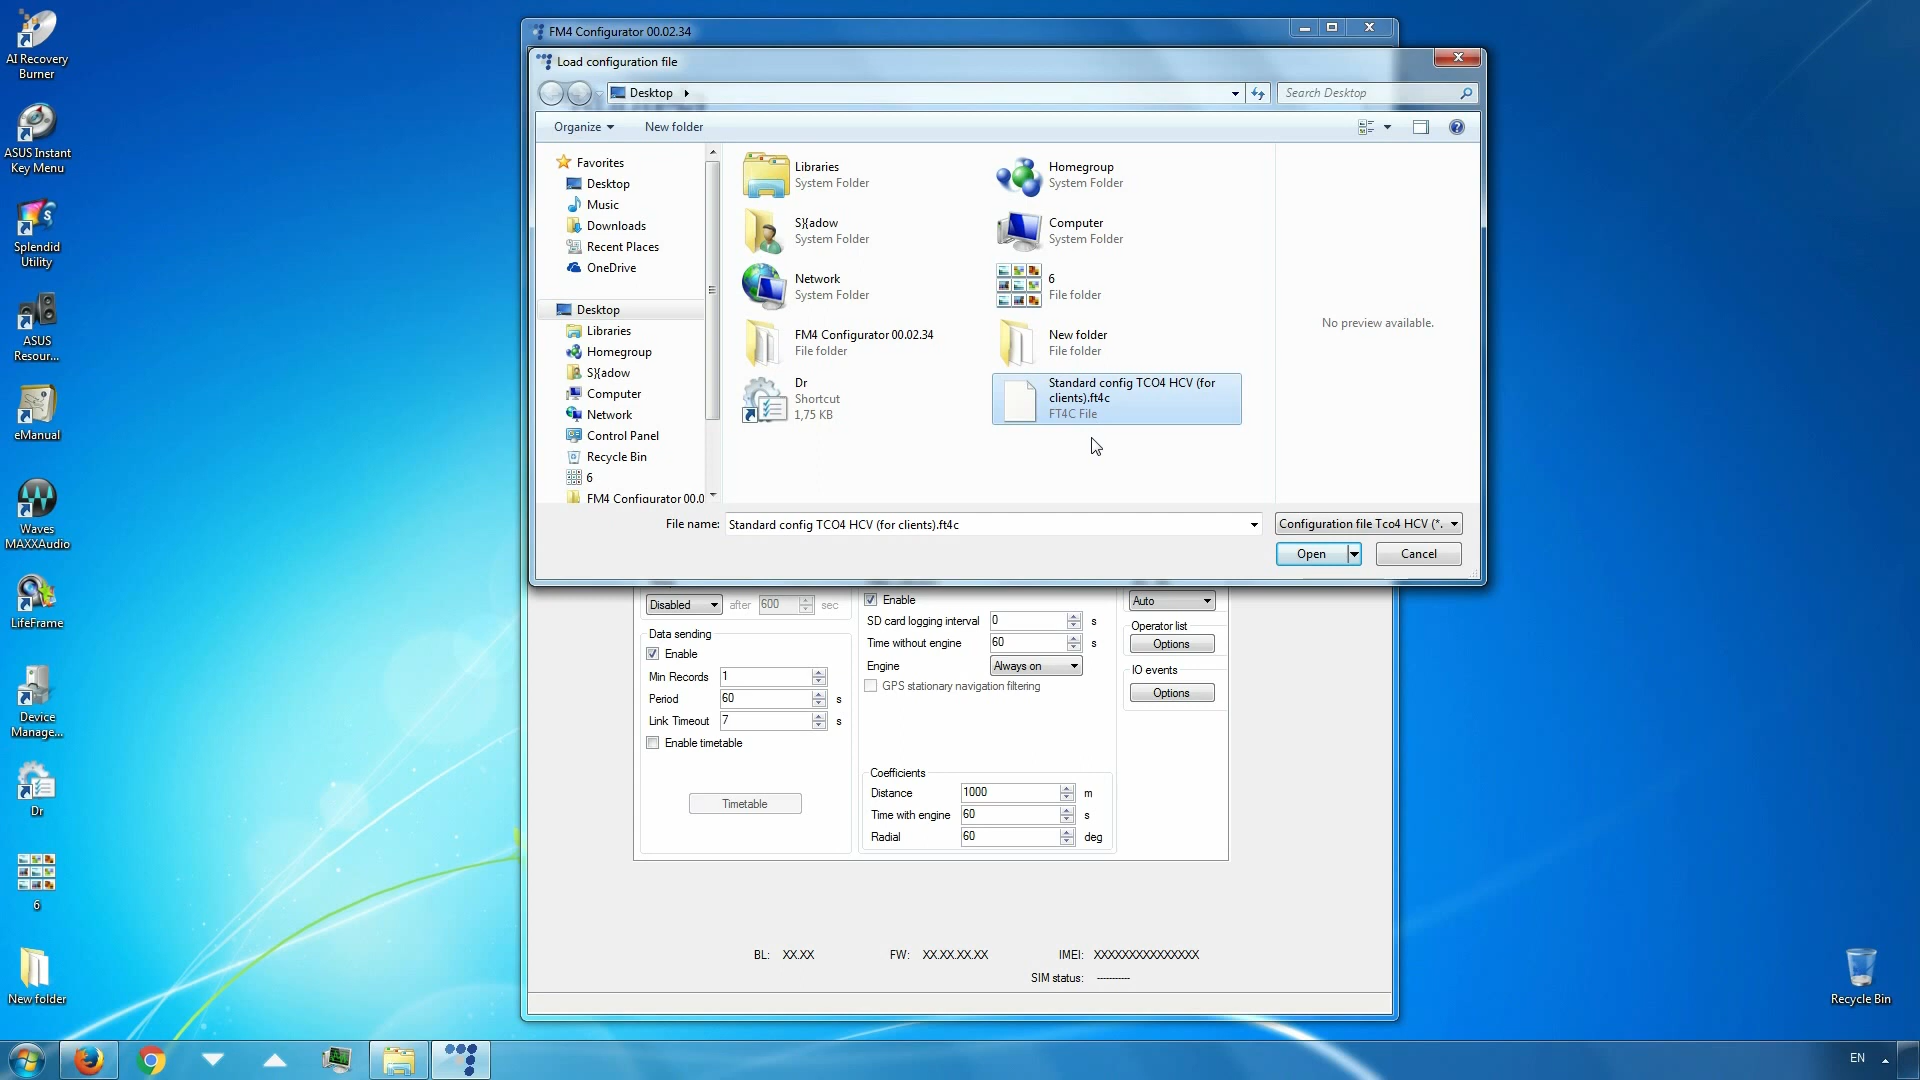 AI Recovery
Burner
ASUS Instant
Key Menu
Splendid
Utility
ASUS
Resour...
eManual
Waves
MAXXAudio
LifeFrame
Device
Manage...
Dr
6
New folder
FM4 Configurator 00.02.34
Load configuration file
Desktop
Search Desktop
Organize
New folder
Favorites
Desktop
Music
Downloads
Recent Places
OneDrive
Desktop
Libraries
Homegroup
S}{adow
Computer
Network
Control Panel
Recycle Bin
6
FM4 Configurator 00.0
Libraries
System Folder
Homegroup
System Folder
S}{adow
System Folder
Computer
System Folder
Network
System Folder
6
File folder
FM4 Configurator 00.02.34
File folder
New folder
File folder
Dr
Shortcut
1,75 KB
Standard config TCO4 HCV (for
clients).ft4c
FT4C File
No preview available.
File name: Standard config TCO4 HCV (for clients).ft4c
Configuration file Tco4 HCV (*.
Open
Cancel
Disabled after 600 sec
Data sending
Enable
Min Records 1
Period 60 s
Link Timeout 7 s
Enable timetable
Timetable
Enable
SD card logging interval 0 s
Time without engine 60 s
Engine Always on
GPS stationary navigation filtering
Coefficients
Distance 1000 m
Time with engine 60 s
Radial 60 deg
Auto
Operator list
Options
IO events
Options
BL: XX.XX FW: XX.XX.XX.XX IMEI: XXXXXXXXXXXXXXX
SIM status: -----------
Recycle Bin
EN